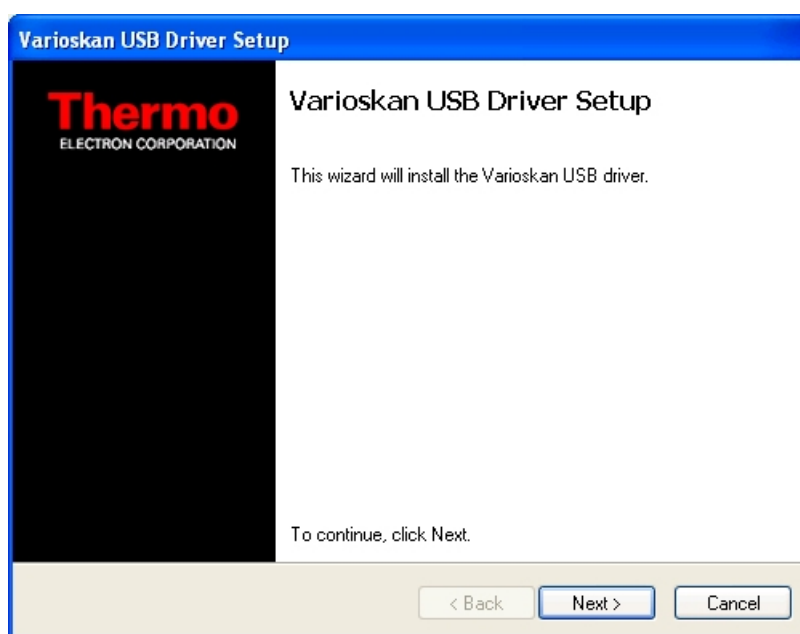 Varioskan USB Driver Setup
Thermo
ELECTRON CORPORATION
Varioskan USB Driver Setup
This wizard will install the Varioskan USB driver.
To continue, click Next.
< Back
Next >
Cancel